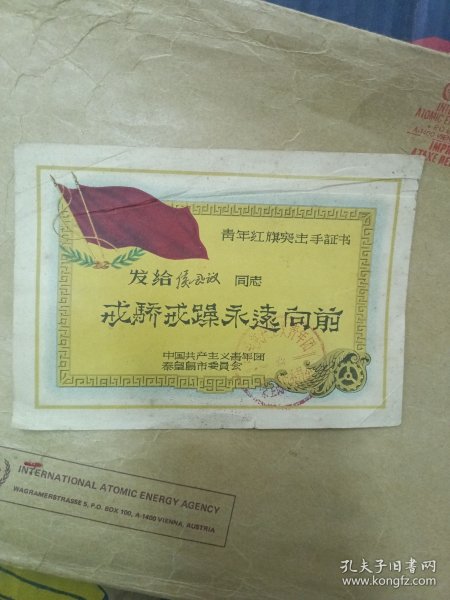 青年紅旗突击手証书
发给
同志
戒驕戒躁永远向前
中国共产主义青年团
秦皇島市委員会
INTERNATIONAL ATOMIC ENERGY AGENCY
WAGRAMERSTRASSE 5, P.O. BOX 100, A-1400 VIENNA, AUSTRIA
孔夫子旧书网
www.kongfz.com